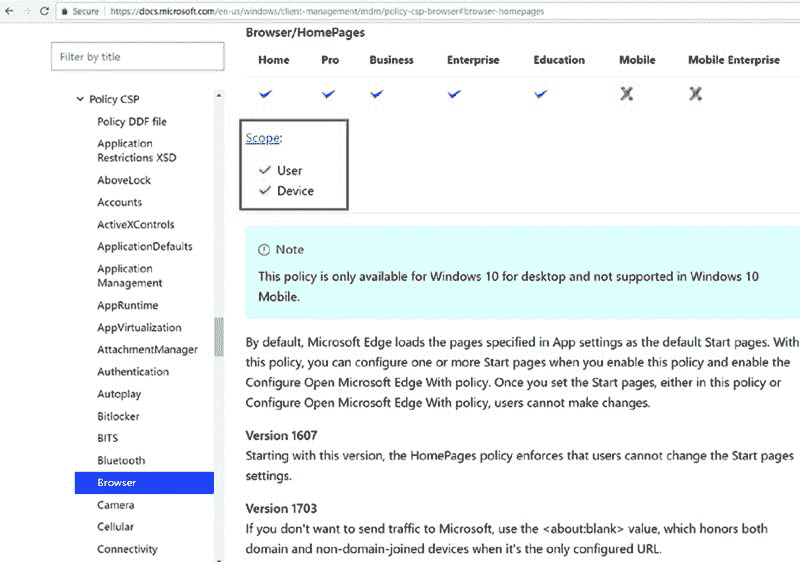 Secure https://docs.microsoft.com/en-us/windows/client-management/mdm/policy-csp-browser#browser-homepages
Filter by title
Policy CSP
Policy DDF file
Application
Restrictions XSD
AboveLock
Accounts
ActiveXControls
ApplicationDefaults
Application
Management
AppRuntime
AppVirtualization
AttachmentManager
Authentication
Autoplay
Bitlocker
BITS
Bluetooth
Browser
Camera
Cellular
Connectivity
Browser/HomePages
Home Pro Business Enterprise Education Mobile Mobile Enterprise
Scope:
User
Device
Note
This policy is only available for Windows 10 for desktop and not supported in Windows 10
Mobile.
By default, Microsoft Edge loads the pages specified in App settings as the default Start pages. With
this policy, you can configure one or more Start pages when you enable this policy and enable the
Configure Open Microsoft Edge With policy. Once you set the Start pages, either in this policy or
Configure Open Microsoft Edge With policy, users cannot make changes.
Version 1607
Starting with this version, the HomePages policy enforces that users cannot change the Start pages
settings.
Version 1703
If you don't want to send traffic to Microsoft, use the <about:blank> value, which honors both
domain and non-domain-joined devices when it's the only configured URL.